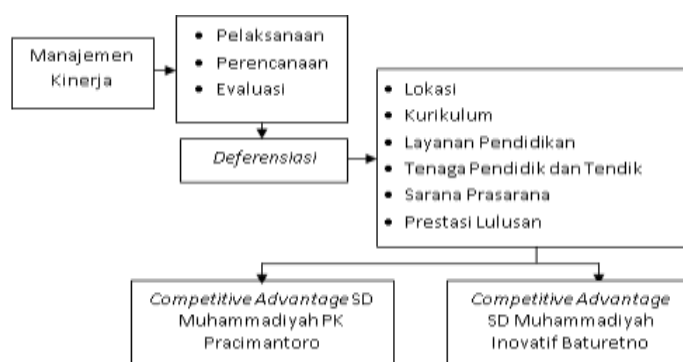 Manajemen
Kinerja
• Pelaksanaan
• Perencanaan
• Evaluasi
Deferensiasi
• Lokasi
• Kurikulum
• Layanan Pendidikan
• Tenaga Pendidik dan Tendik
• Sarana Prasarana
• Prestasi Lulusan
Competitive Advantage SD
Muhammadiyah PK
Pracimantoro
Competitive Advantage
SD Muhammadiyah
Inovatif Baturetno